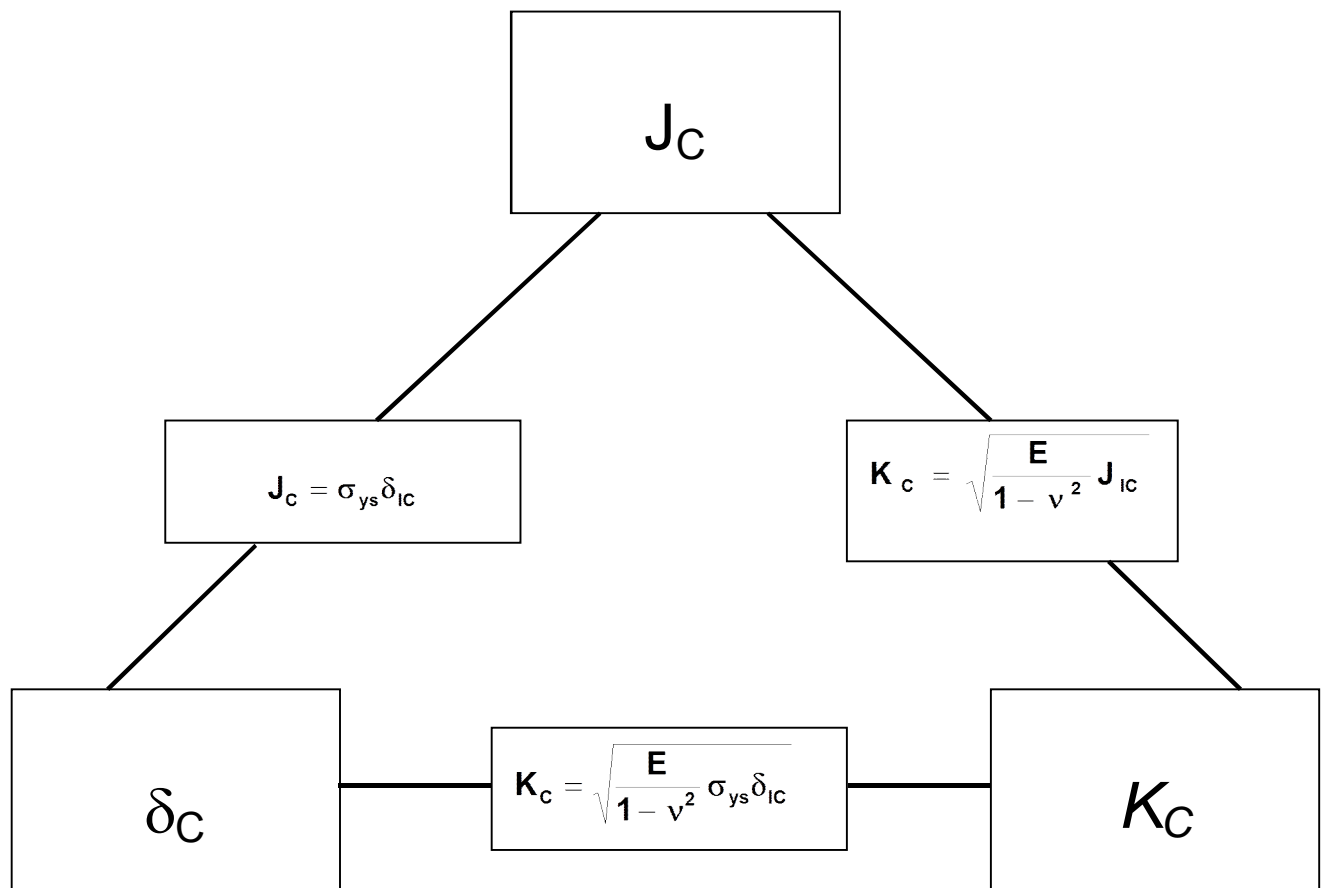 J_C
J_C = σ_ys δ_IC
K_C = √(E/(1 – ν²)) J_IC
δ_C
K_C = √(E/(1 – ν²)) σ_ys δ_IC
K_C